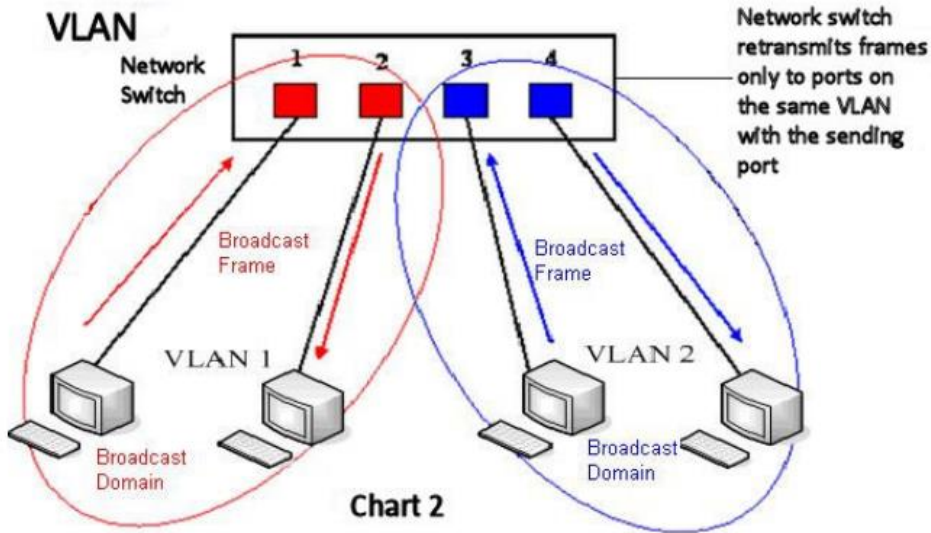 VLAN
Network
Switch
1 2 3 4
Network switch
retransmits frames
only to ports on
the same VLAN
with the sending
port
Broadcast
Frame
Broadcast
Frame
VLAN 1
VLAN 2
Broadcast
Domain
Broadcast
Domain
Chart 2